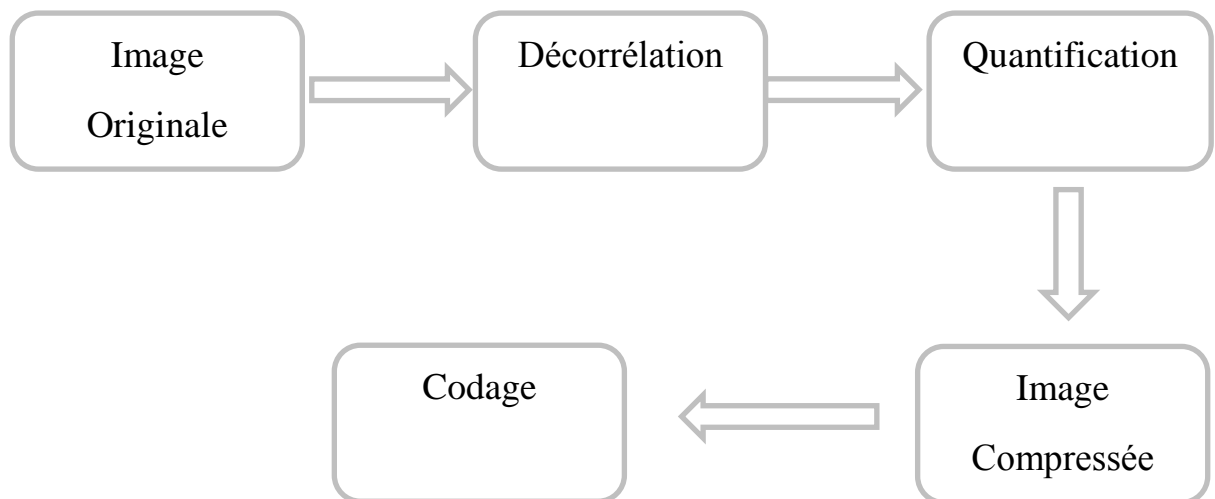 Image
Originale
Décorrélation
Quantification
Codage
Image
Compressée